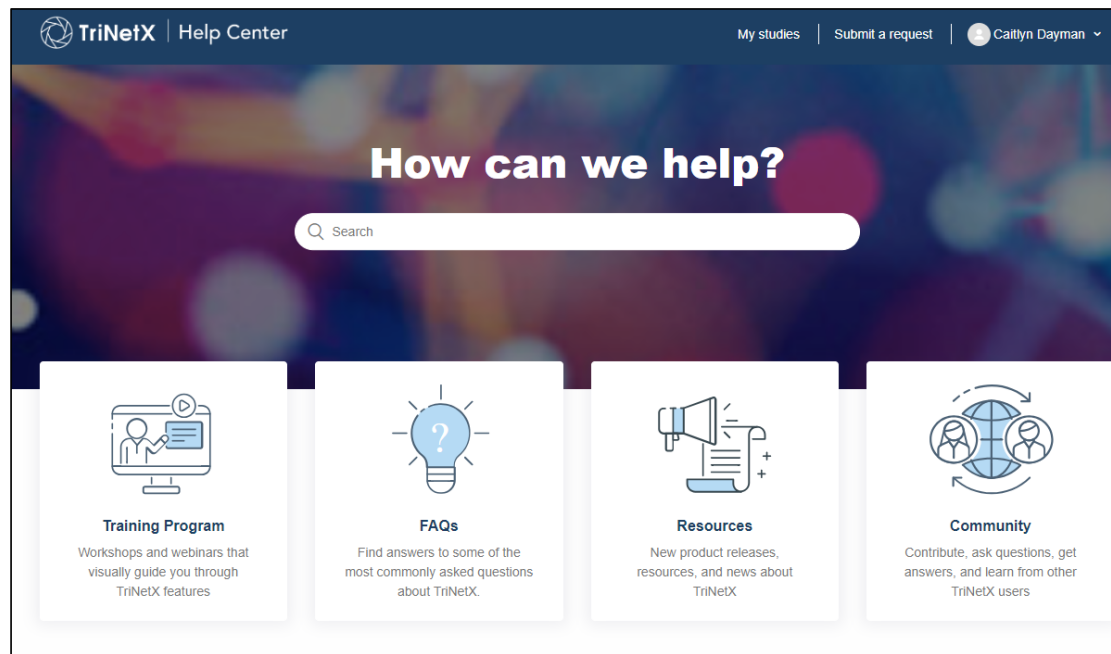 TriNetX | Help Center
My studies
Submit a request
Caitlyn Dayman
How can we help?
Search
?
Training Program
Workshops and webinars that
visually guide you through
TriNetX features
FAQs
Find answers to some of the
most commonly asked questions
about TriNetX.
Resources
New product releases,
resources, and news about
TriNetX
Community
Contribute, ask questions, get
answers, and learn from other
TriNetX users